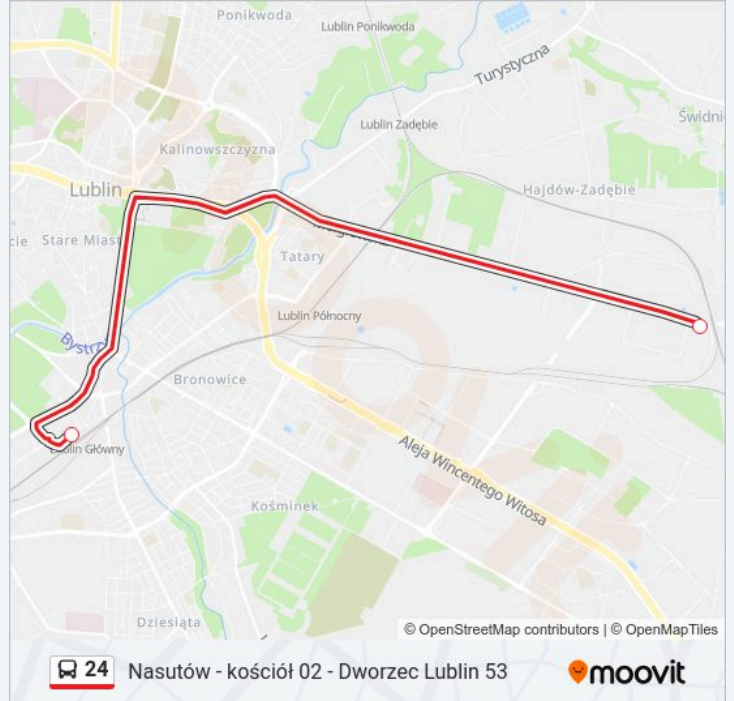 Ponikwoda
Lublin Ponikwoda
Turystyczna
Świdni
Lublin Zadębie
Kalinowszczyzna
Lublin
Hajdów-Zadębie
cie
Stare Miast
Tatary
Lublin Północny
Bystrz
Bronowice
Lublin Główny
Aleja Wincentego Witosa
Kośminek
Dziesiąta
© OpenStreetMap contributors | © OpenMapTiles
24 Nasutów - kościół 02 - Dworzec Lublin 53 moovit